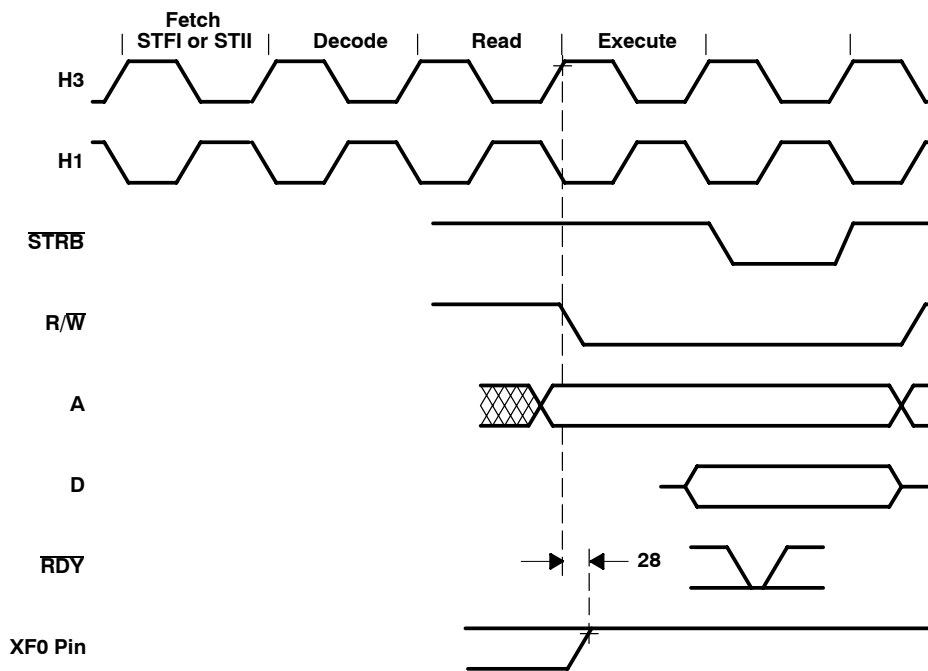 Fetch
STFI or STII
Decode
Read
Execute
H3
H1
STRB
R/W
A
D
RDY
28
XF0 Pin